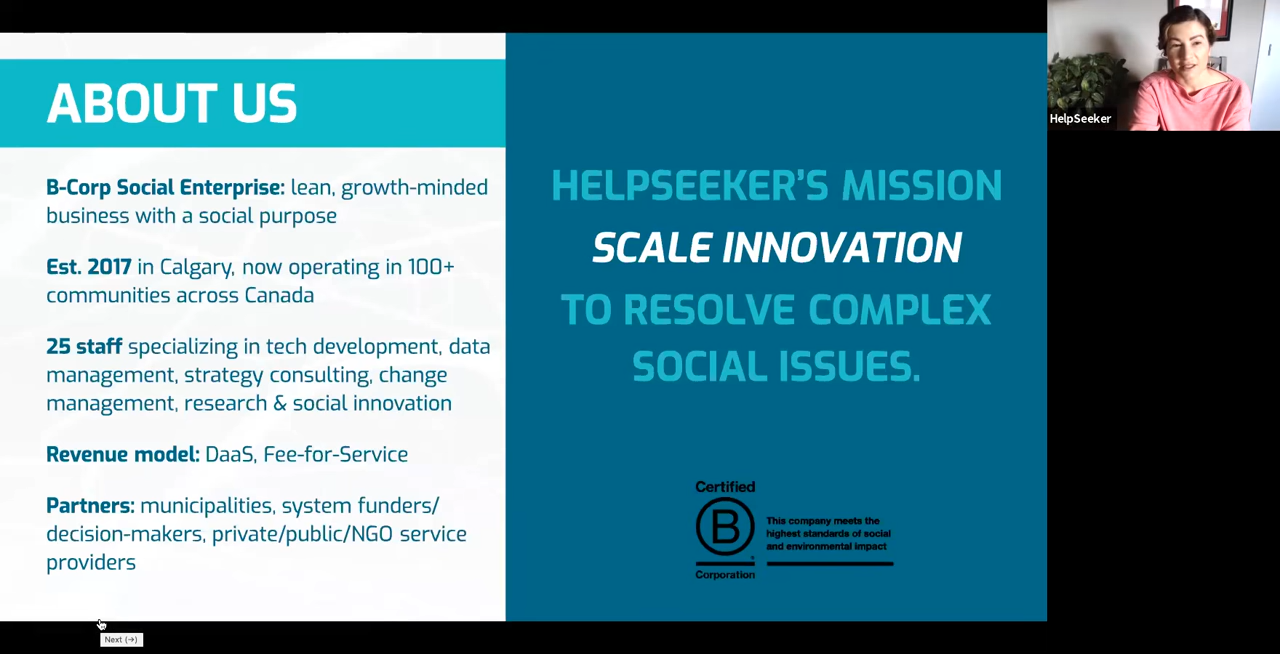 ABOUT US
B-Corp Social Enterprise: lean, growth-minded
business with a social purpose
Est. 2017 in Calgary, now operating in 100+
communities across Canada
25 staff specializing in tech development, data
management, strategy consulting, change
management, research & social innovation
Revenue model: DaaS, Fee-for-Service
Partners: municipalities, system funders/
decision-makers, private/public/NGO service
providers
HELPSEEKER'S MISSION
SCALE INNOVATION
TO RESOLVE COMPLEX
SOCIAL ISSUES.
Certified
B
Corporation
This company meets the
highest standards of social
and environmental impact
HelpSeeker
Next (→)